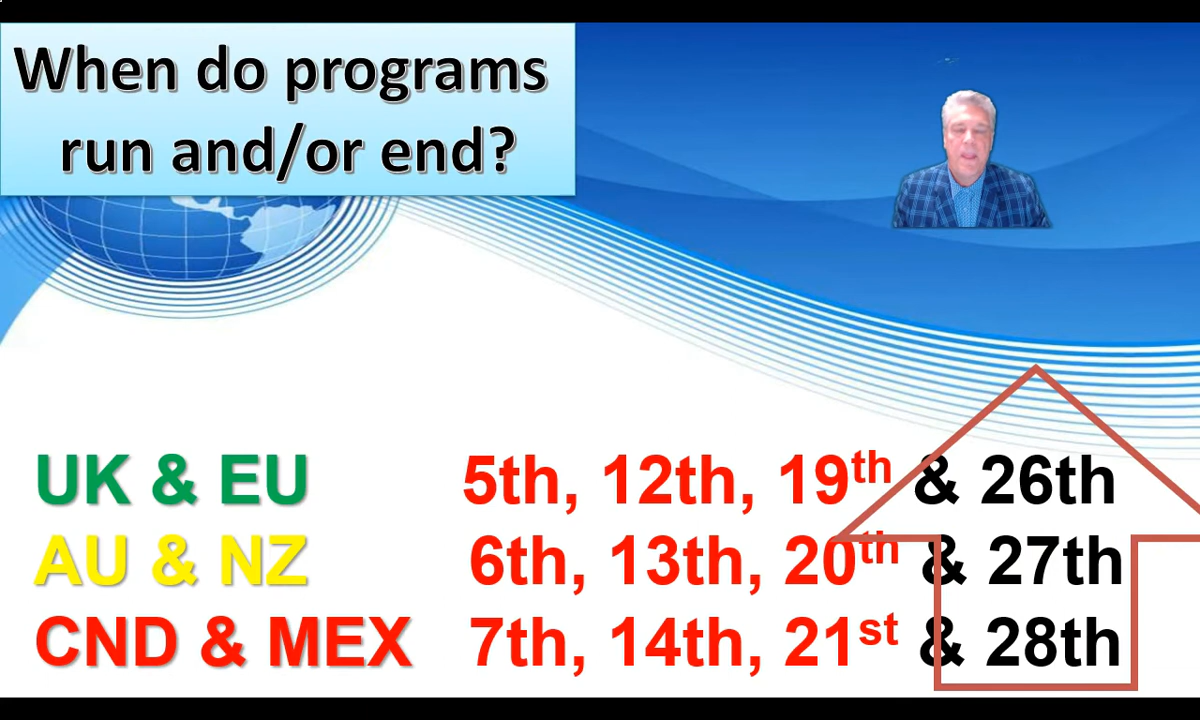 When do programs
run and/or end?
UK & EU 5th, 12th, 19th & 26th
AU & NZ 6th, 13th, 20th & 27th
CND & MEX 7th, 14th, 21st & 28th